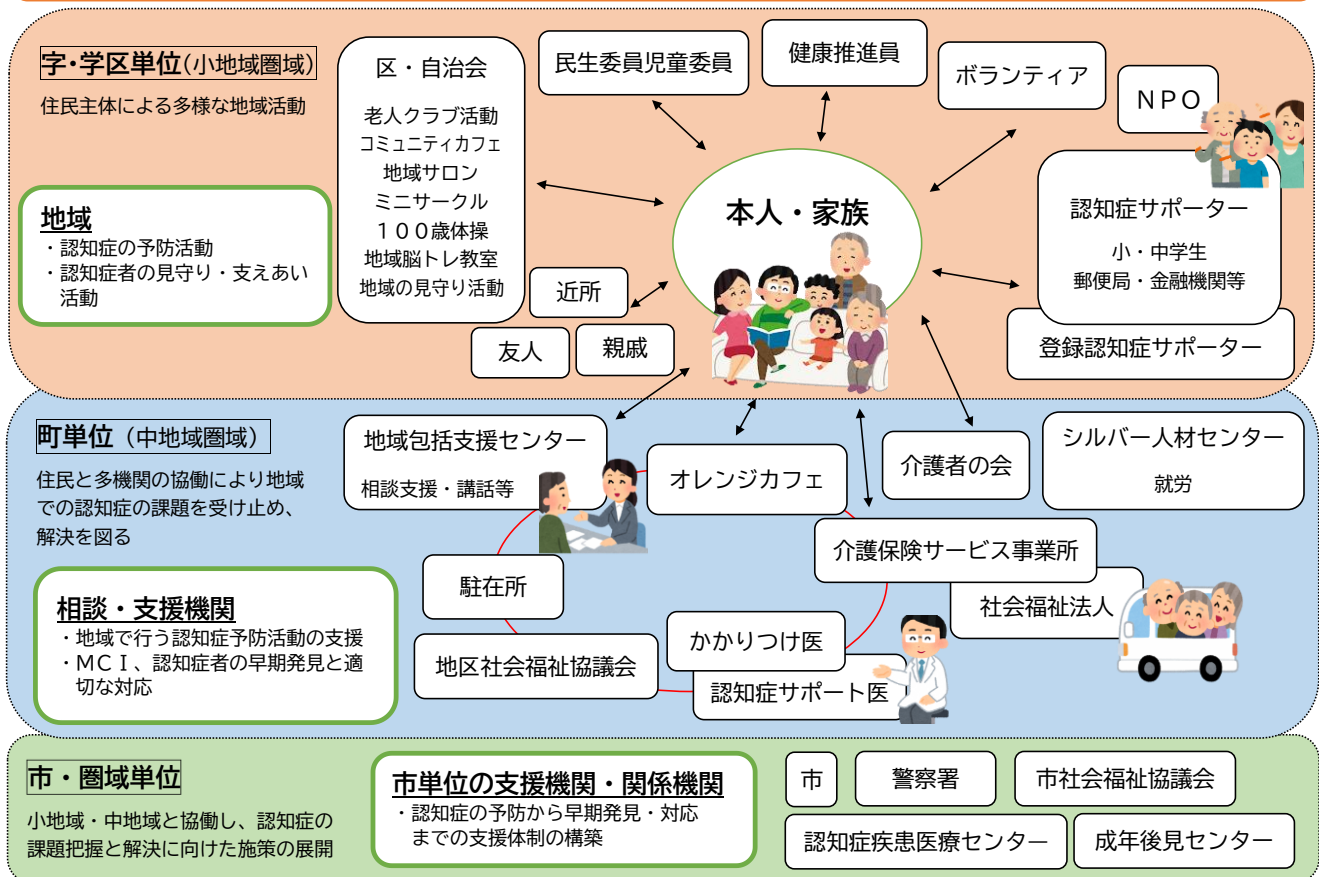 字・学区単位(小地域圏域)
住民主体による多様な地域活動
地域
・認知症の予防活動
・認知症者の見守り・支えあい
活動
区・自治会
老人クラブ活動
コミュニティカフェ
地域サロン
ミニサークル
１００歳体操
地域脳トレ教室
地域の見守り活動
民生委員児童委員
健康推進員
ボランティア
ＮＰＯ
本人・家族
認知症サポーター
小・中学生
郵便局・金融機関等
登録認知症サポーター
近所
友人
親戚
町単位（中地域圏域）
住民と多機関の協働により地域
での認知症の課題を受け止め、
解決を図る
相談・支援機関
・地域で行う認知症予防活動の支援
・ＭＣＩ、認知症者の早期発見と適
切な対応
地域包括支援センター
相談支援・講話等
オレンジカフェ
介護者の会
シルバー人材センター
就労
介護保険サービス事業所
社会福祉法人
駐在所
かかりつけ医
地区社会福祉協議会
認知症サポート医
市・圏域単位
小地域・中地域と協働し、認知症の
課題把握と解決に向けた施策の展開
市単位の支援機関・関係機関
・認知症の予防から早期発見・対応
までの支援体制の構築
市
警察署
市社会福祉協議会
認知症疾患医療センター
成年後見センター